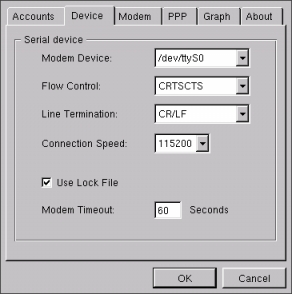 Accounts Device Modem PPP Graph About
Serial device
Modem Device: /dev/ttyS0
Flow Control: CRTSCTS
Line Termination: CR/LF
Connection Speed: 115200
Use Lock File
Modem Timeout: 60 Seconds
OK Cancel